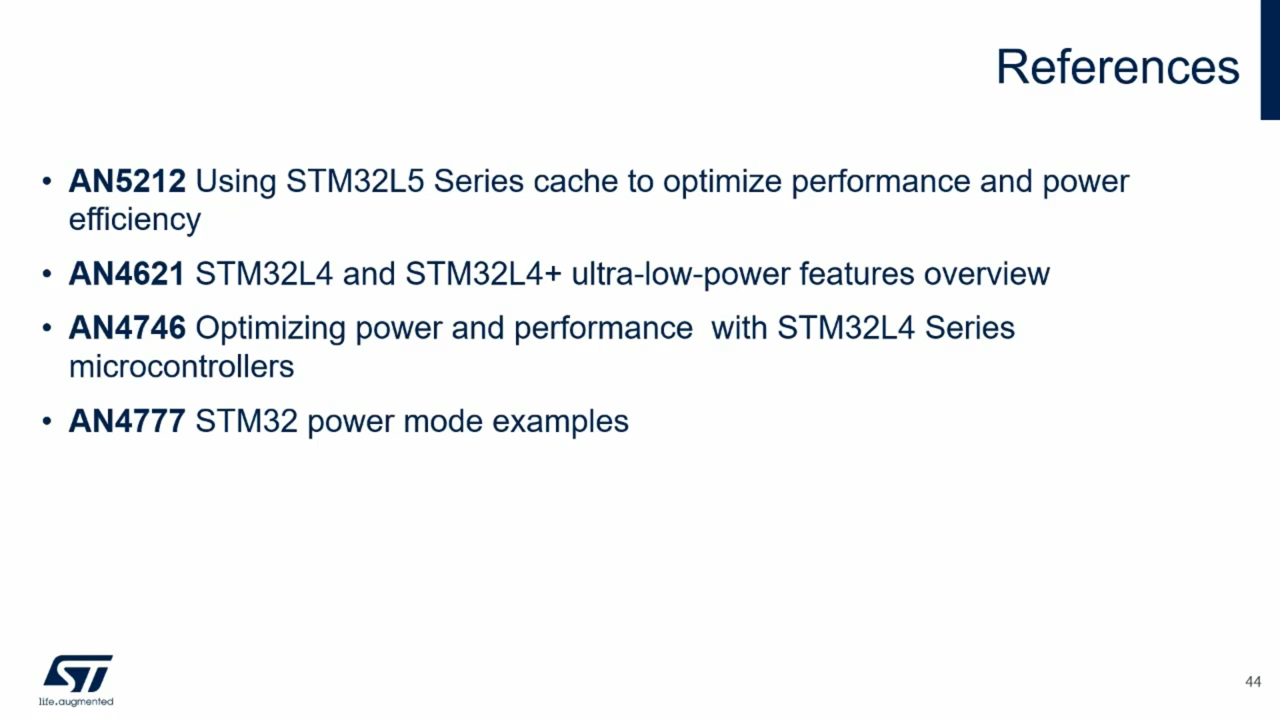 References
• AN5212 Using STM32L5 Series cache to optimize performance and power
efficiency
• AN4621 STM32L4 and STM32L4+ ultra-low-power features overview
• AN4746 Optimizing power and performance  with STM32L4 Series
microcontrollers
• AN4777 STM32 power mode examples
ST
life.augmented
44